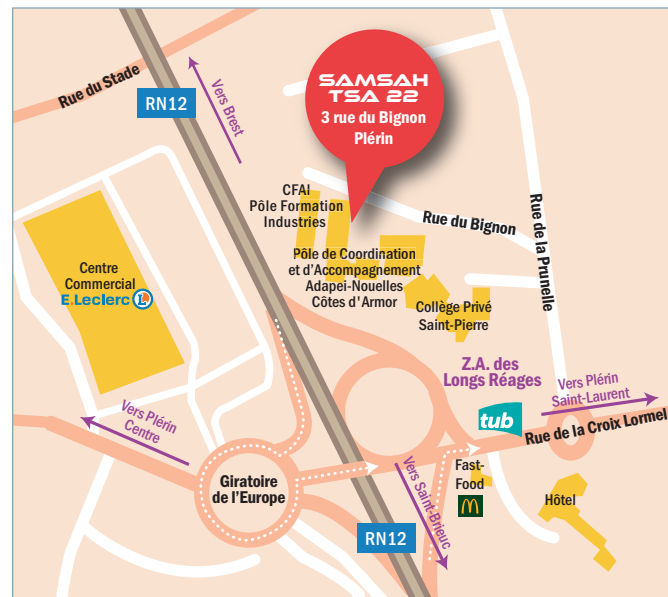 Rue du Stade
RN12
Vers Brest
SAMSAH
TSA 22
3 rue du Bignon
Plérin
CFAI
Pôle Formation
Industries
Rue du Bignon
Rue de la Prunelle
Pôle de Coordination
et d'Accompagnement
Adapei-Nouelles
Côtes d'Armor
Centre
Commercial
E.Leclerc L
Collège Privé
Saint-Pierre
Z.A. des
Longs Réages
Vers Plérin
Saint-Laurent
tub
Rue de la Croix Lormel
Vers Plérin
Centre
Giratoire
de l'Europe
Vers Saint-Brieuc
Fast-
Food
M
Hôtel
RN12